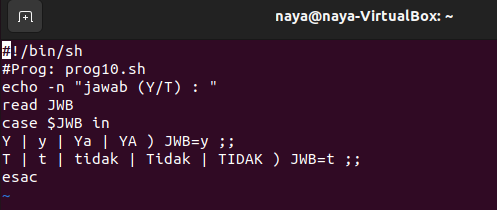 naya@naya-VirtualBox: ~
#!/bin/sh
#Prog: prog10.sh
echo -n "jawab (Y/T) : "
read JWB
case $JWB in
Y | y | Ya | YA ) JWB=y ;;
T | t | tidak | Tidak | TIDAK ) JWB=t ;;
esac
~